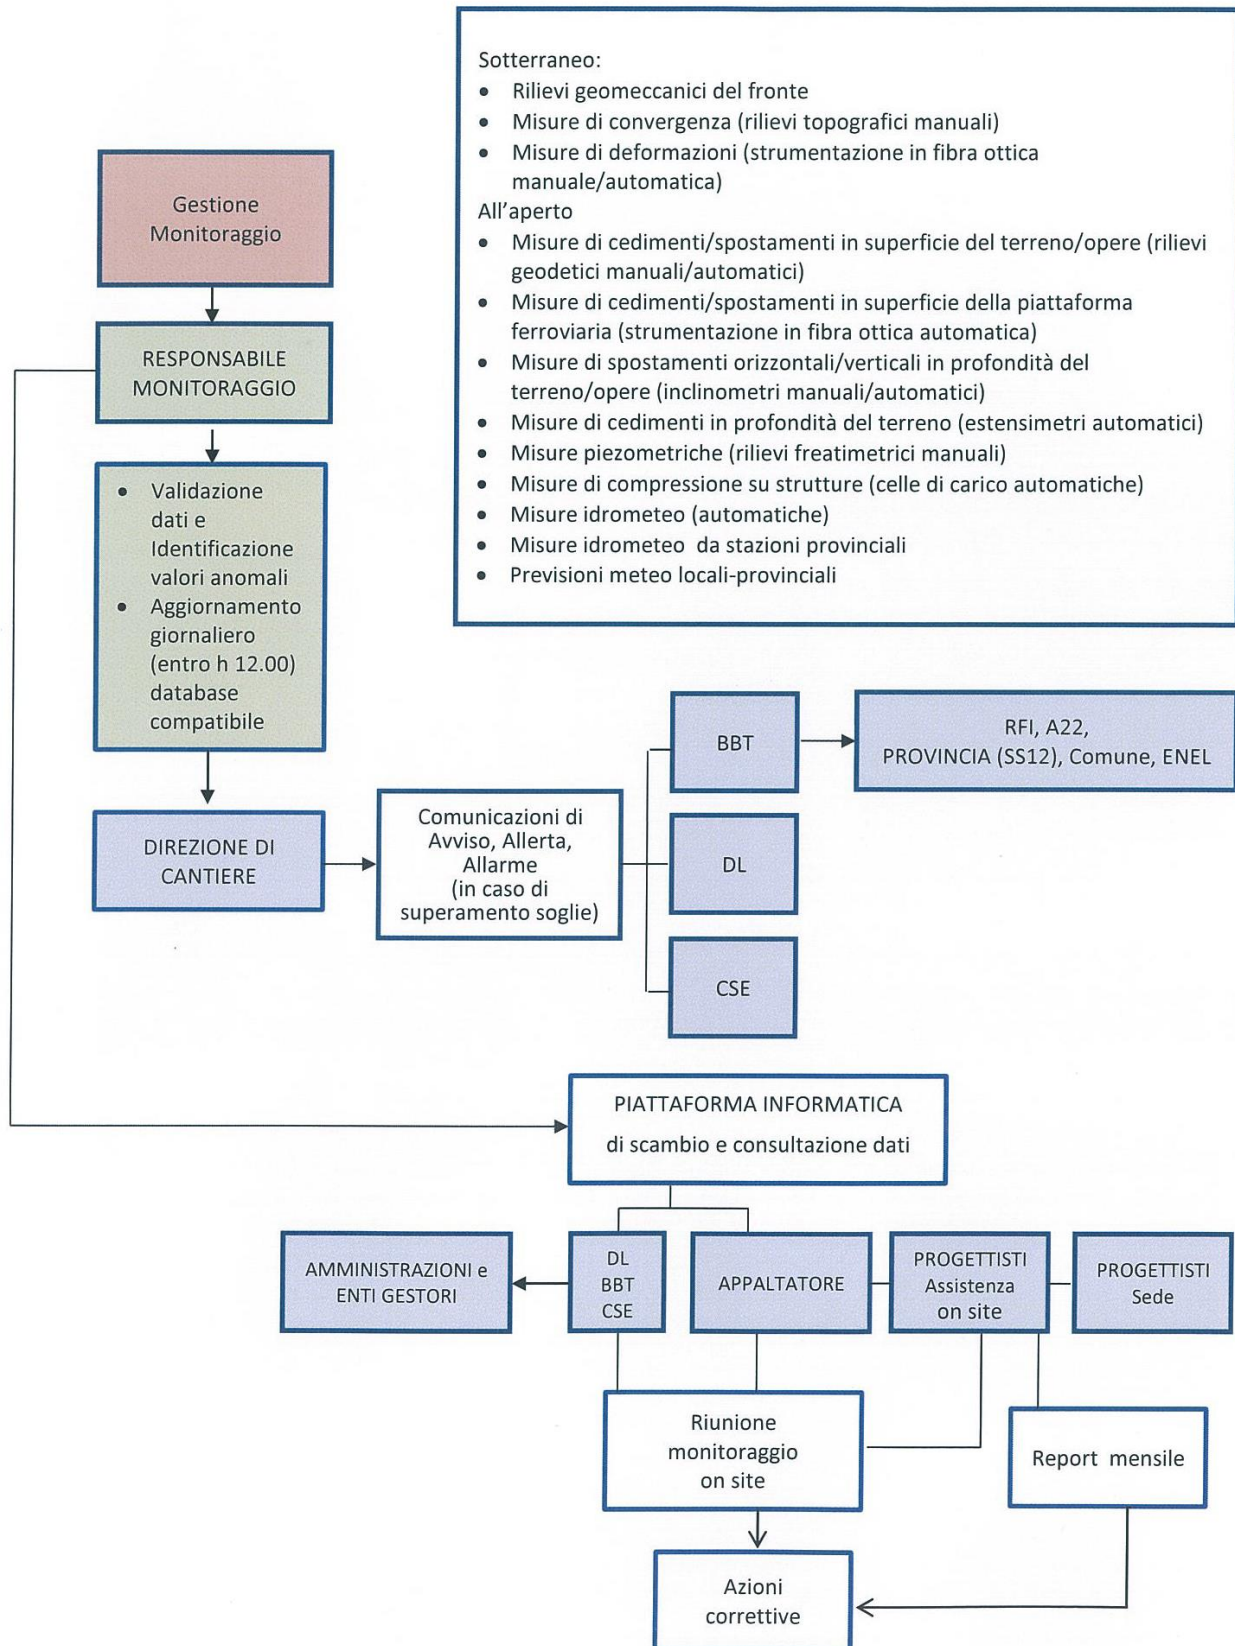 Sotterraneo:
• Rilievi geomeccanici del fronte
• Misure di convergenza (rilievi topografici manuali)
• Misure di deformazioni (strumentazione in fibra ottica
manuale/automatica)
All'aperto
• Misure di cedimenti/spostamenti in superficie del terreno/opere (rilievi
geodetici manuali/automatici)
• Misure di cedimenti/spostamenti in superficie della piattaforma
ferroviaria (strumentazione in fibra ottica automatica)
• Misure di spostamenti orizzontali/verticali in profondità del
terreno/opere (inclinometri manuali/automatici)
• Misure di cedimenti in profondità del terreno (estensimetri automatici)
• Misure piezometriche (rilievi freatimetrici manuali)
• Misure di compressione su strutture (celle di carico automatiche)
• Misure idrometeo (automatiche)
• Misure idrometeo da stazioni provinciali
• Previsioni meteo locali-provinciali
Gestione
Monitoraggio
RESPONSABILE
MONITORAGGIO
• Validazione
dati e
Identificazione
valori anomali
• Aggiornamento
giornaliero
(entro h 12.00)
database
compatibile
DIREZIONE DI
CANTIERE
Comunicazioni di
Avviso, Allerta,
Allarme
(in caso di
superamento soglie)
BBT
RFI, A22,
PROVINCIA (SS12), Comune, ENEL
DL
CSE
PIATTAFORMA INFORMATICA
di scambio e consultazione dati
AMMINISTRAZIONI e
ENTI GESTORI
DL
BBT
CSE
APPALTATORE
PROGETTISTI
Assistenza
on site
PROGETTISTI
Sede
Riunione
monitoraggio
on site
Report mensile
Azioni
correttive